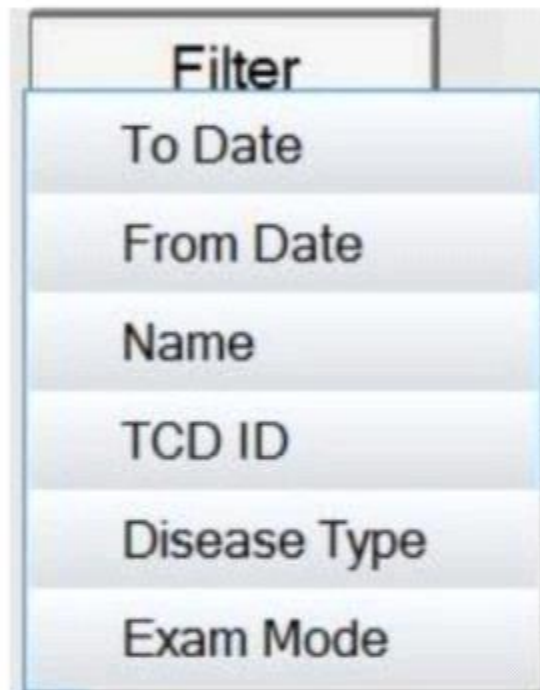 Filter
To Date
From Date
Name
TCD ID
Disease Type
Exam Mode